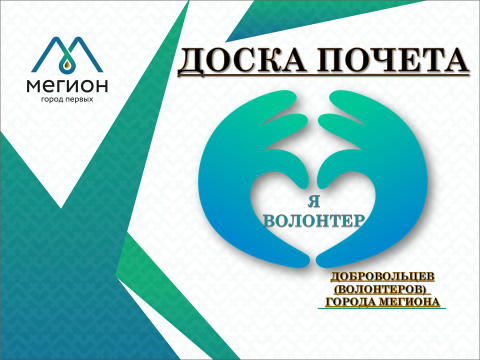 мегион
город первых
ДОСКА ПОЧЕТА
Я
ВОЛОНТЕР
ДОБРОВОЛЬЦЕВ
(ВОЛОНТЕРОВ)
ГОРОДА МЕГИОНА